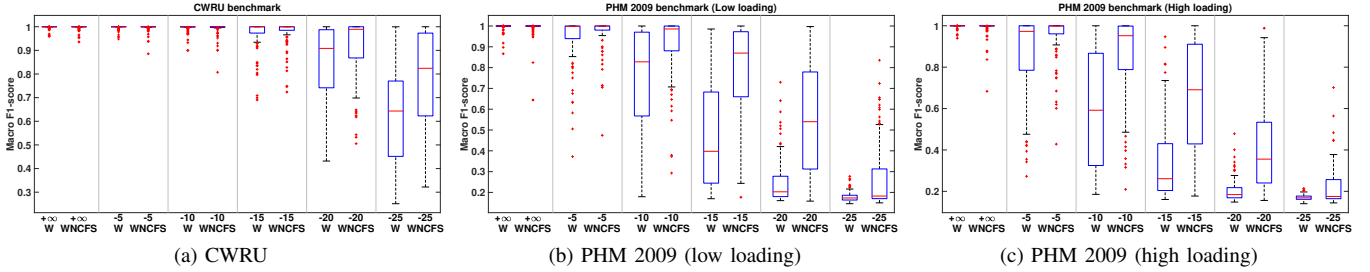 CWRU benchmark
Macro F1-score
1
0.9
0.8
0.7
0.6
0.5
0.4
0.3
+∞ +∞ -5 -5 -10 -10 -15 -15 -20 -20 -25 -25
W WNCFS W WNCFS W WNCFS W WNCFS W WNCFS W WNCFS
(a) CWRU
PHM 2009 benchmark (Low loading)
Macro F1-score
1
0.9
0.8
0.7
0.6
0.5
0.4
0.3
0.2
+∞ +∞ -5 -5 -10 -10 -15 -15 -20 -20 -25 -25
W WNCFS W WNCFS W WNCFS W WNCFS W WNCFS W WNCFS
(b) PHM 2009 (low loading)
PHM 2009 benchmark (High loading)
Macro F1-score
1
0.8
0.6
0.4
0.2
+∞ +∞ -5 -5 -10 -10 -15 -15 -20 -20 -25 -25
W WNCFS W WNCFS W WNCFS W WNCFS W WNCFS W WNCFS
(c) PHM 2009 (high loading)